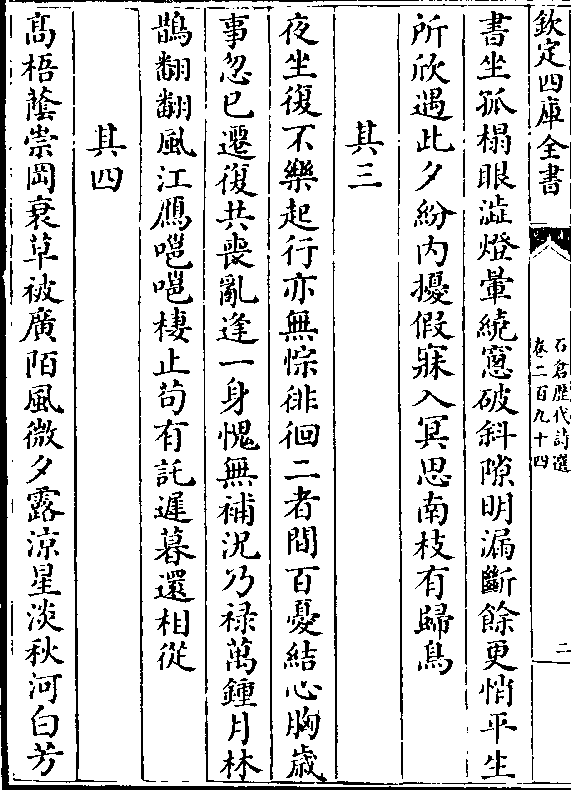 欽定四庫全書
石倉歴代詩選
卷二百九十四
二
書坐孤榻眼澁燈暈繞窻破斜隙明漏斷餘更悄平生
所欣遇此夕紛内擾假寐入冥思南枝有歸鳥
其三
夜坐復不樂起行亦無悰徘徊二者間百憂結心胸歳
事忽已遷復共喪亂逢一身愧無補況乃禄萬鍾月林
鵲翻翻風江鴈嗈嗈棲止茍有託遲暮還相從
其四
髙梧蔭崇岡衰草被廣陌風微夕露涼星淡秋河白芳